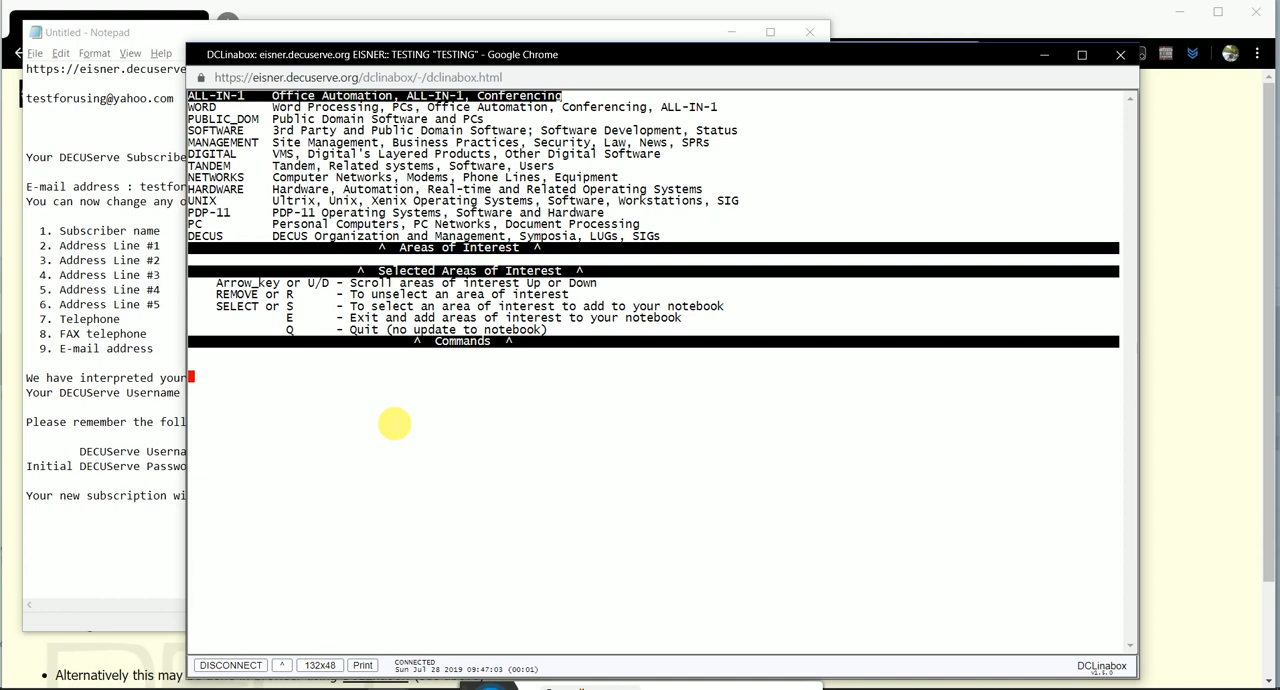 Untitled - Notepad
File Edit Format View Help
https://eisner.decuserve
testforusing@yahoo.com
Your DECUServe Subscribe
E-mail address : testfor
You can now change any o
1. Subscriber name
2. Address Line #1
3. Address Line #2
4. Address Line #3
5. Address Line #4
6. Address Line #5
7. Telephone
8. FAX telephone
9. E-mail address
We have interpreted your
Your DECUServe Username
Please remember the foll
DECUServe Userna
Initial DECUServe Passwo
Your new subscription wi
DCLinabox: eisner.decuserve.org EISNER:: TESTING "TESTING" - Google Chrome
https://eisner.decuserve.org/dclinabox/-/dclinabox.html
ALL-IN-1 Office Automation, ALL-IN-1, Conferencing
WORD Word Processing, PCs, Office Automation, Conferencing, ALL-IN-1
PUBLIC_DOM Public Domain Software and PCs
SOFTWARE 3rd Party and Public Domain Software; Software Development, Status
MANAGEMENT Site Management, Business Practices, Security, Law, News, SPRs
DIGITAL VMS, Digital's Layered Products, Other Digital Software
TANDEM Tandem, Related systems, Software, Users
NETWORKS Computer Networks, Modems, Phone Lines, Equipment
HARDWARE Hardware, Automation, Real-time and Related Operating Systems
UNIX Ultrix, Unix, Xenix Operating Systems, Software, Workstations, SIG
PDP-11 PDP-11 Operating Systems, Software and Hardware
PC Personal Computers, PC Networks, Document Processing
DECUS DECUS Organization and Management, Symposia, LUGs, SIGs
^ Areas of Interest ^
^ Selected Areas of Interest ^
Arrow_key or U/D - Scroll areas of interest Up or Down
REMOVE or R - To unselect an area of interest
SELECT or S - To select an area of interest to add to your notebook
E - Exit and add areas of interest to your notebook
Q - Quit (no update to notebook)
^ Commands ^
DISCONNECT ^ 132x48 Print CONNECTED
Sun Jul 28 2019 09:47:03 (00:01)
DCLinabox
v1.5.0
• Alternatively this may